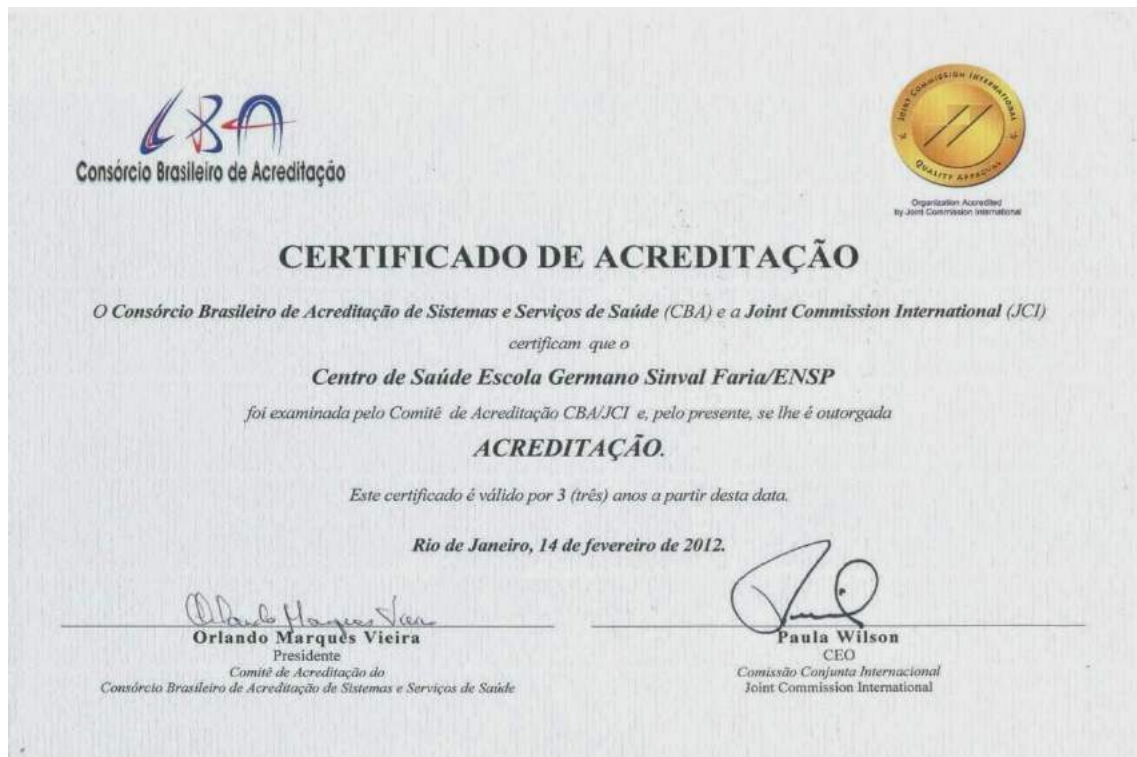 CBA
Consórcio Brasileiro de Acreditação
JOINT COMMISSION INTERNATIONAL
QUALITY APPROVAL
Organization Accredited
by Joint Commission International
CERTIFICADO DE ACREDITAÇÃO
O Consórcio Brasileiro de Acreditação de Sistemas e Serviços de Saúde (CBA) e a Joint Commission International (JCI)
certificam que o
Centro de Saúde Escola Germano Sinval Faria/ENSP
foi examinada pelo Comitê de Acreditação CBA/JCI e, pelo presente, se lhe é outorgada
ACREDITAÇÃO.
Este certificado é válido por 3 (três) anos a partir desta data.
Rio de Janeiro, 14 de fevereiro de 2012.
Orlando Marques Vieira
Orlando Marques Vieira
Presidente
Comitê de Acreditação do
Consórcio Brasileiro de Acreditação de Sistemas e Serviços de Saúde
Paula Wilson
CEO
Comissão Conjunta Internacional
Joint Commission International